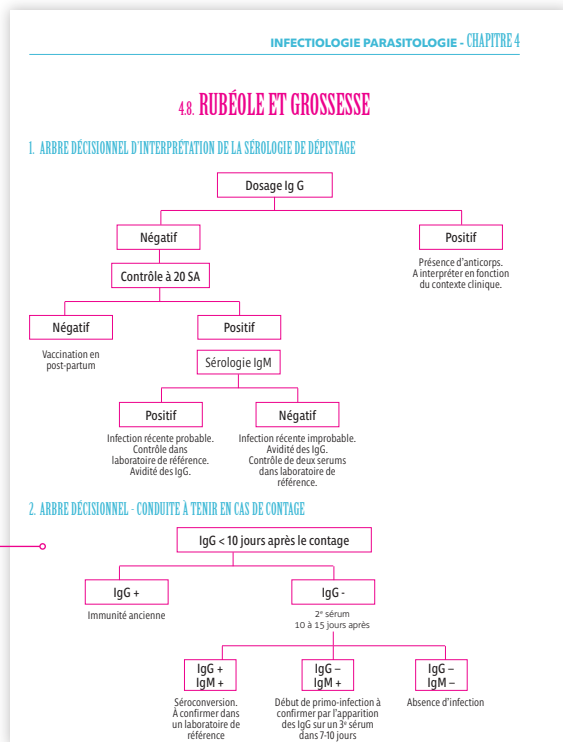 INFECTIOLOGIE PARASITOLOGIE - CHAPITRE 4
4.8. RUBÉOLE ET GROSSESSE
1. ARBRE DÉCISIONNEL D'INTERPRÉTATION DE LA SÉROLOGIE DE DÉPISTAGE
Dosage Ig G
Négatif
Positif
Présence d'anticorps.
A interpréter en fonction
du contexte clinique.
Contrôle à 20 SA
Négatif
Positif
Vaccination en
post-partum
Sérologie IgM
Positif
Négatif
Infection récente probable.
Contrôle dans
laboratoire de référence.
Avidité des IgG.
Infection récente improbable.
Avidité des IgG.
Contrôle de deux serums
dans laboratoire de
référence.
2. ARBRE DÉCISIONNEL - CONDUITE À TENIR EN CAS DE CONTAGE
IgG < 10 jours après le contage
IgG +
IgG -
Immunité ancienne
2e sérum
10 à 15 jours après
IgG +
IgM +
IgG –
IgM +
IgG –
IgM –
Séroconversion.
À confirmer dans
un laboratoire de
référence
Début de primo-infection à
confirmer par l'apparition
des IgG sur un 3e sérum
dans 7-10 jours
Absence d'infection